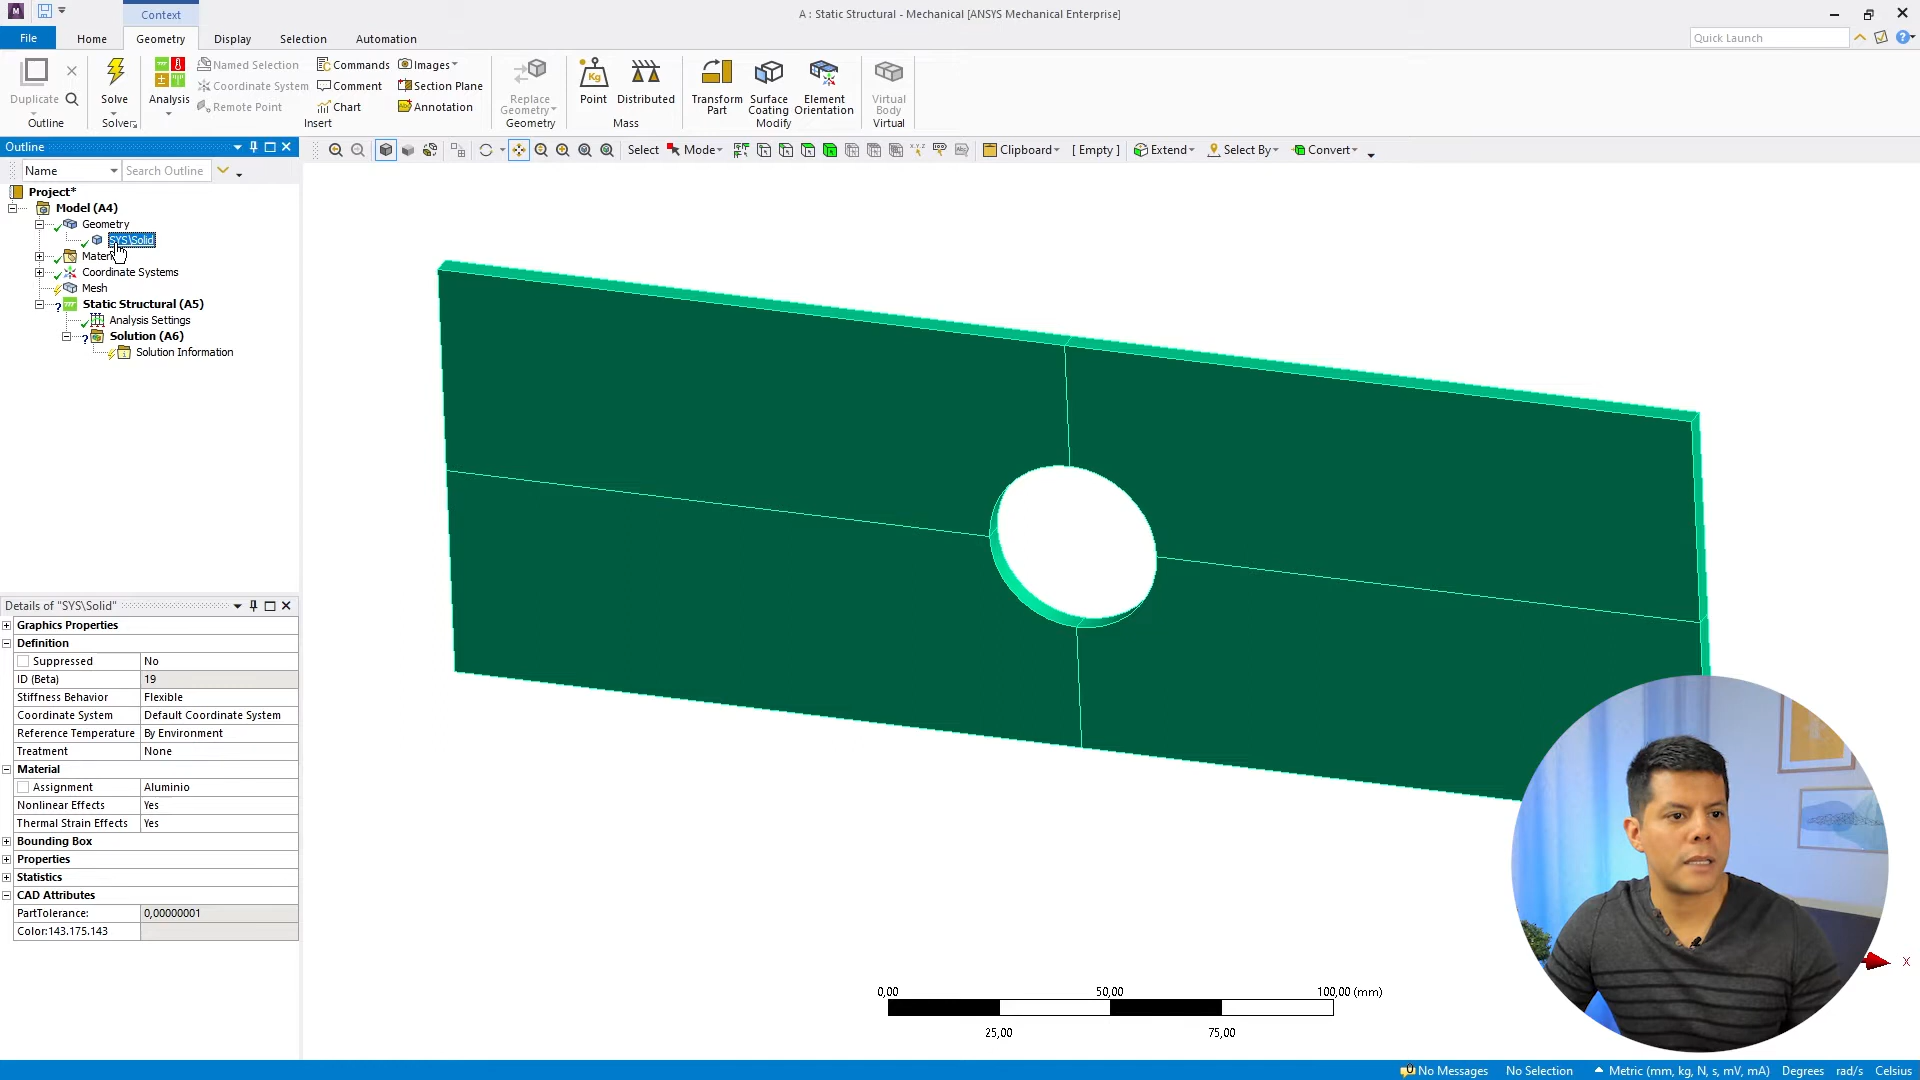 Context
A : Static Structural - Mechanical [ANSYS Mechanical Enterprise]
File
Home
Geometry
Display
Selection
Automation
Quick Launch
Duplicate
Outline
Solve
Solver
Analysis
Named Selection
Coordinate System
Remote Point
Commands
Comment
Chart
Images
Section Plane
Annotation
Insert
Replace
Geometry
Geometry
Point
Distributed
Mass
Transform
Part
Surface
Coating
Element
Orientation
Modify
Virtual
Body
Virtual
Outline
Select
Mode
Clipboard
[ Empty ]
Extend
Select By
Convert
Name
Search Outline
Project*
Model (A4)
Geometry
SYS\Solid
Coordinate Systems
Mesh
Static Structural (A5)
Analysis Settings
Solution (A6)
Solution Information
Details of "SYS\Solid"
Graphics Properties
Definition
Suppressed No
ID (Beta) 19
Stiffness Behavior Flexible
Coordinate System Default Coordinate System
Reference Temperature By Environment
Treatment None
Material
Assignment Aluminio
Nonlinear Effects Yes
Thermal Strain Effects Yes
Bounding Box
Properties
Statistics
CAD Attributes
PartTolerance: 0,00000001
Color:143.175.143
0,00 50,00 100,00 (mm)
25,00 75,00
X
No Messages No Selection Metric (mm, kg, N, s, mV, mA) Degrees rad/s Celsius